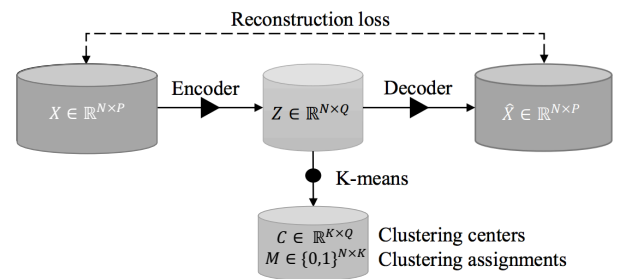 Reconstruction loss
Encoder
Decoder
X ∈ ℝ^{N×P}
Z ∈ ℝ^{N×Q}
X̂ ∈ ℝ^{N×P}
K-means
C ∈ ℝ^{K×Q} Clustering centers
M ∈ {0,1}^{N×K} Clustering assignments